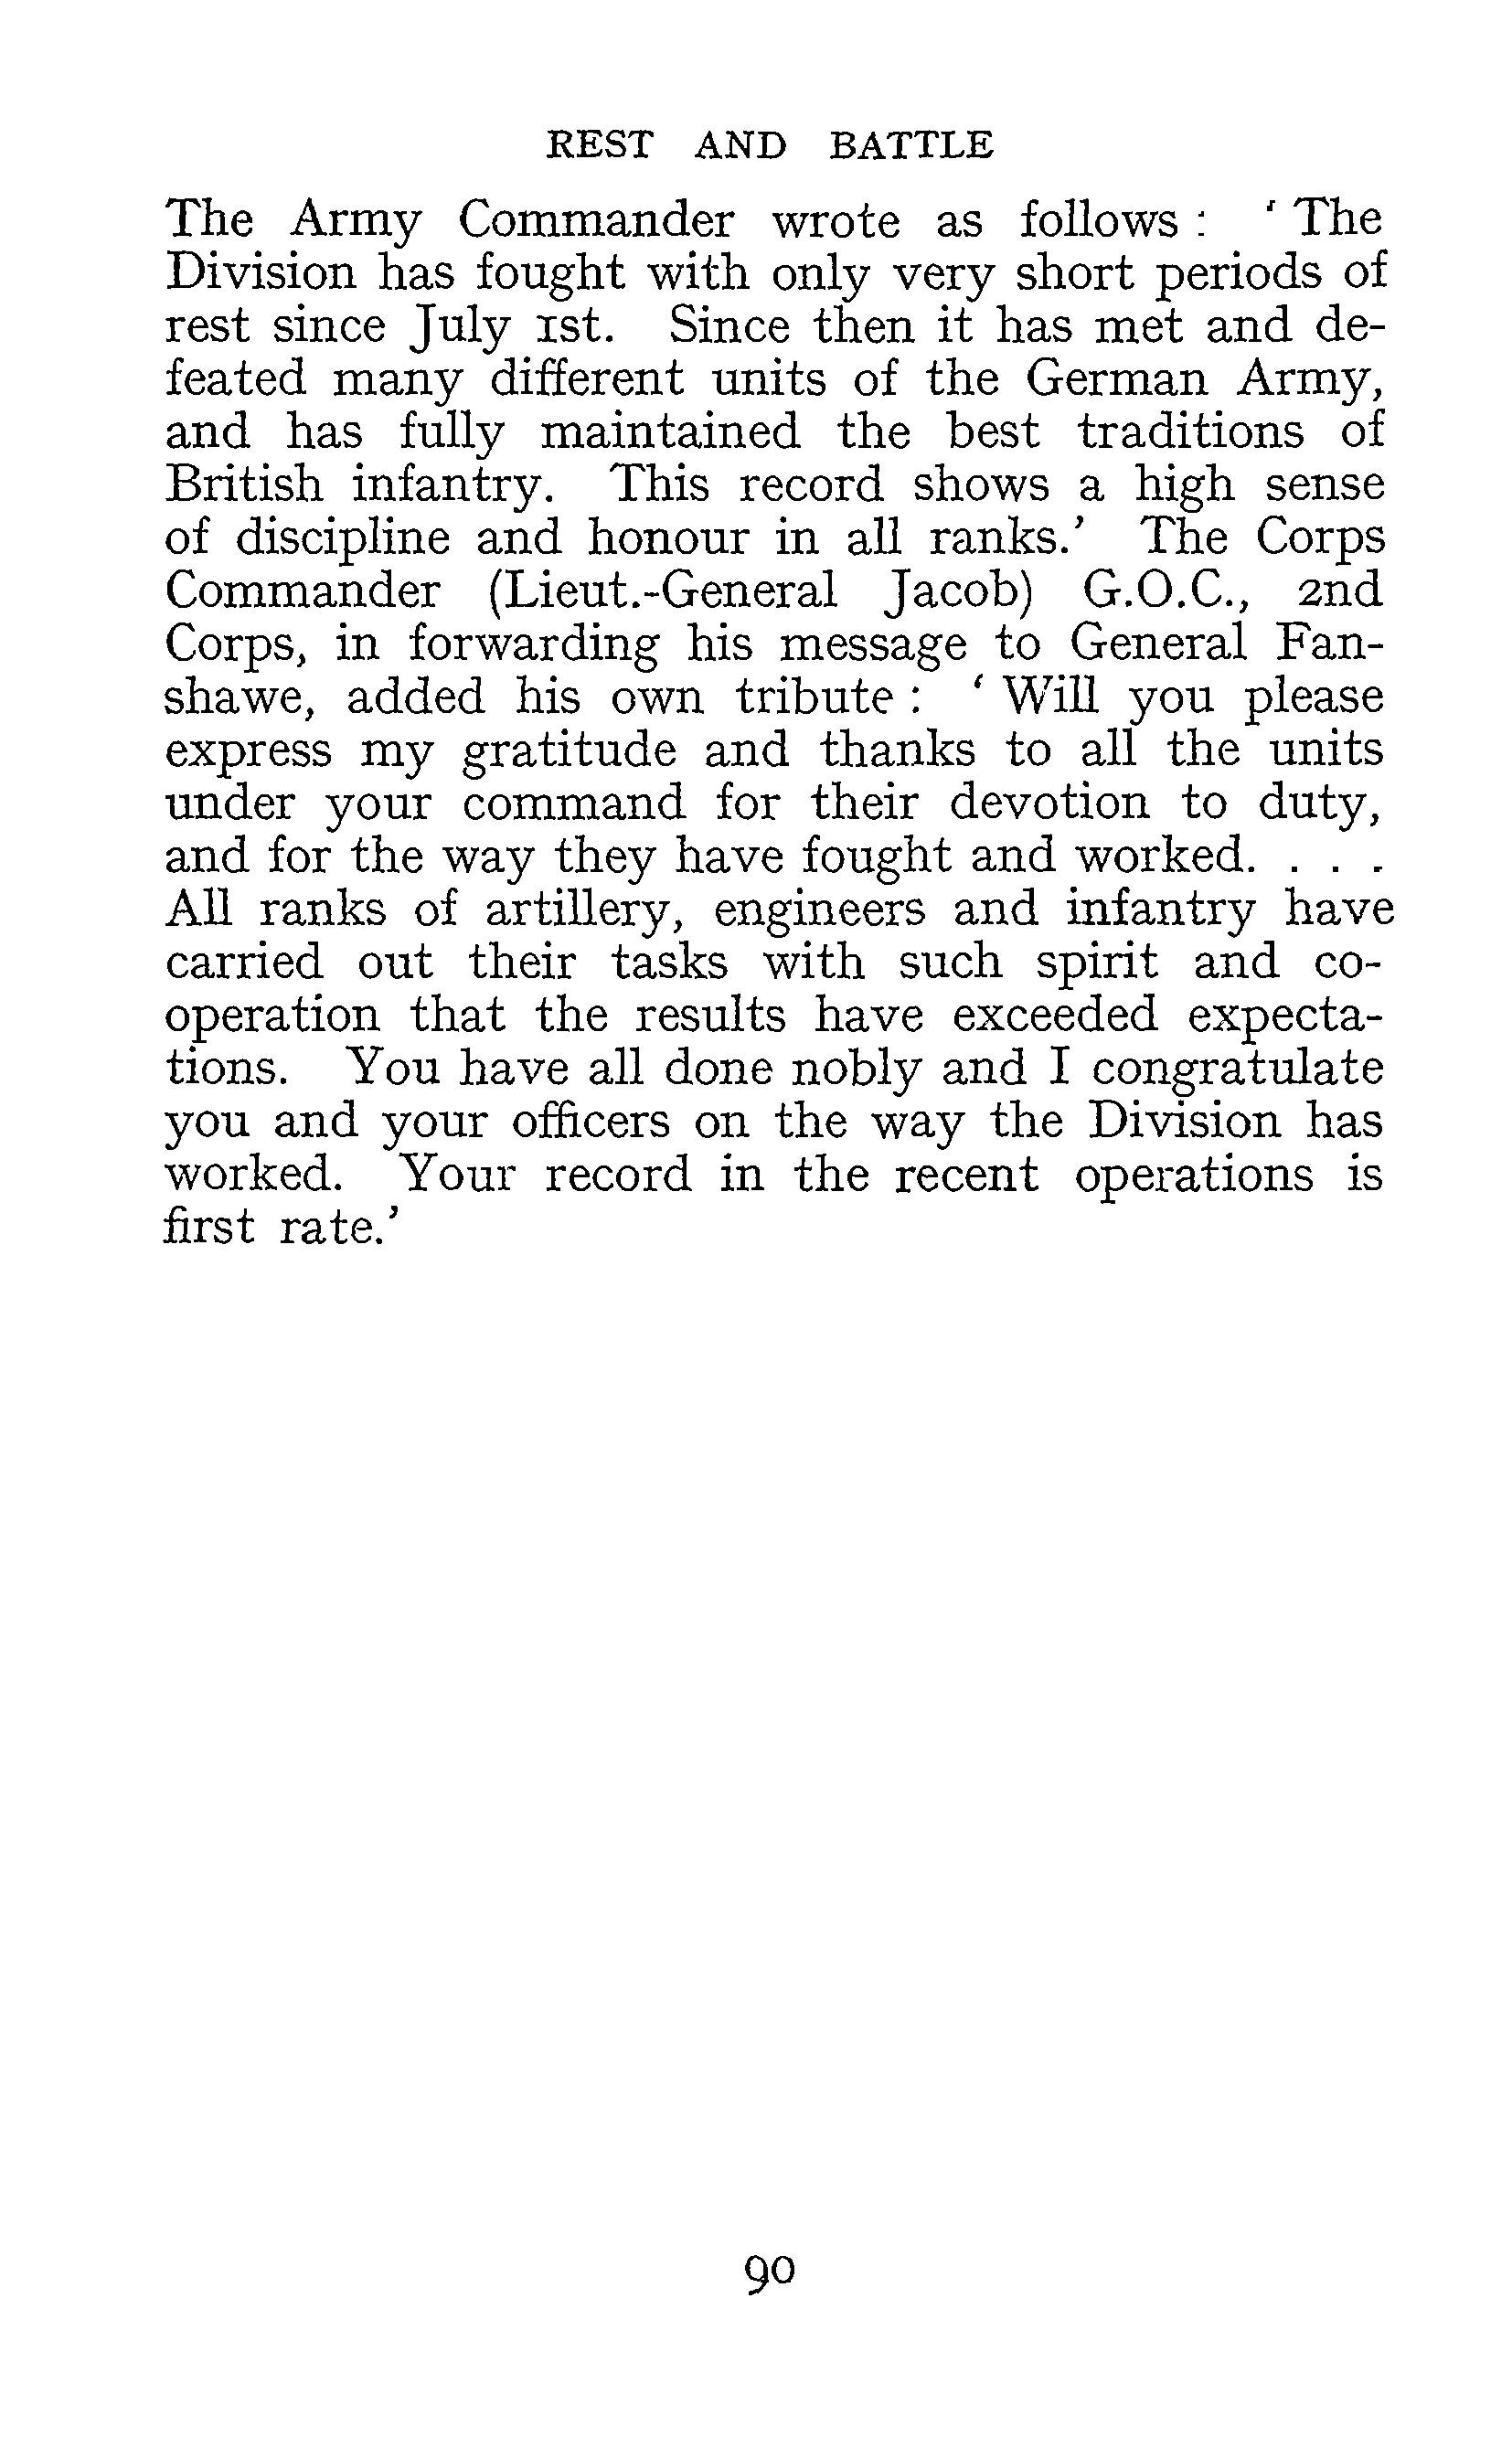 REST AND BATTLE
The Army Commander wrote as follows : ‘ The
Division has fought with only very short periods of
rest since July 1st. Since then it has met and de-
feated many different units of the German Army,
and has fully maintained the best traditions of
British infantry. This record shows a high sense
of discipline and honour in all ranks.’ The Corps
Commander (Lieut.-General Jacob) G.O.C., 2nd
Corps, in forwarding his message to General Fan-
shawe, added his own tribute : ‘ Will you please
express my gratitude and thanks to all the units
under your command for their devotion to duty,
and for the way they have fought and worked. . . .
All ranks of artillery, engineers and infantry have
carried out their tasks with such spirit and co-
operation that the results have exceeded expecta-
tions. You have all done nobly and I congratulate
you and your officers on the way the Division has
worked. Your record in the recent operations is
first rate.’
90